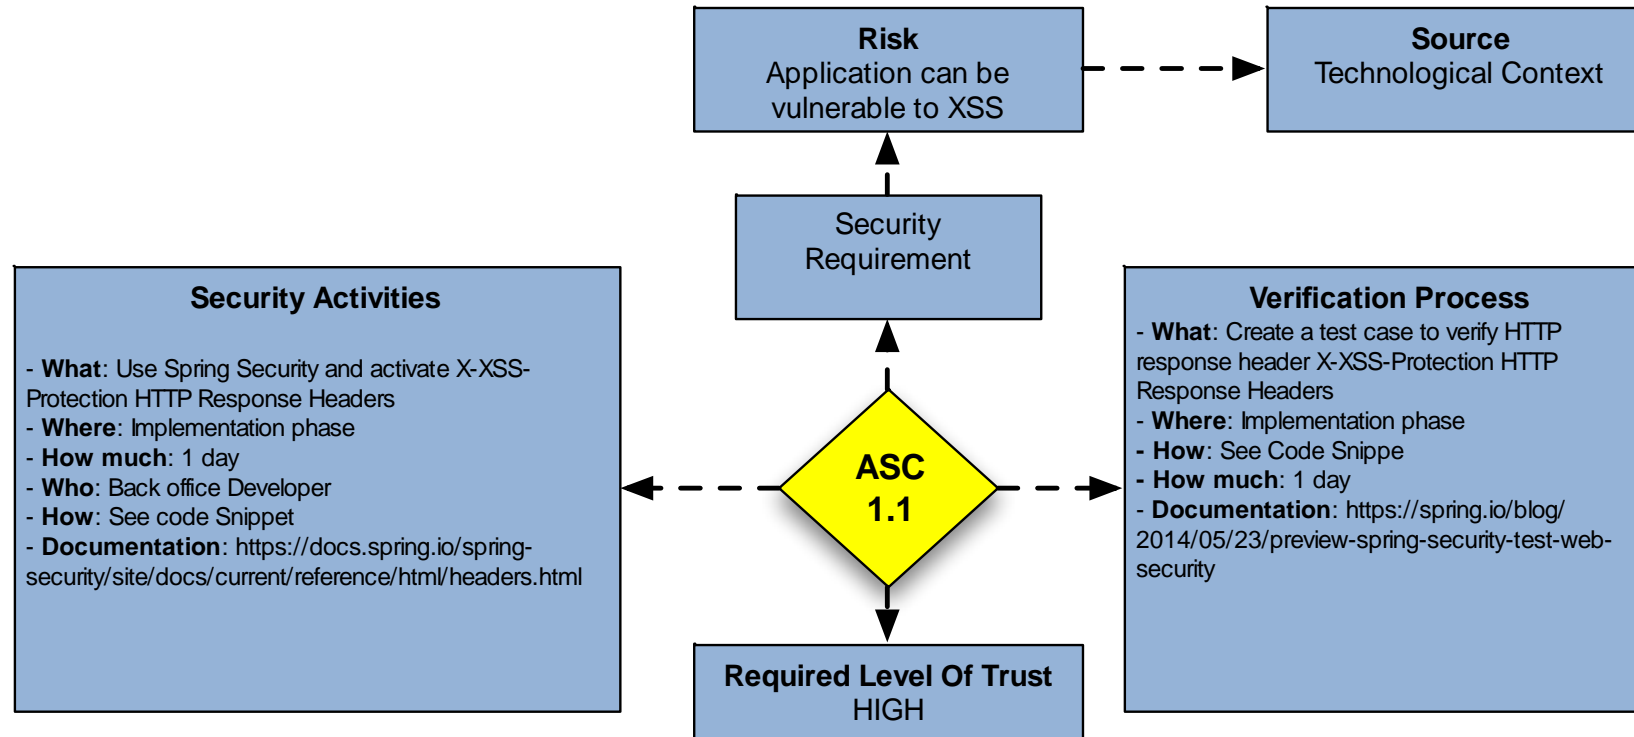 Risk
Application can be
vulnerable to XSS
Source
Technological Context
Security
Requirement
Security Activities
- What: Use Spring Security and activate X-XSS-
Protection HTTP Response Headers
- Where: Implementation phase
- How much: 1 day
- Who: Back office Developer
- How: See code Snippet
- Documentation: https://docs.spring.io/spring-
security/site/docs/current/reference/html/headers.html
ASC
1.1
Verification Process
- What: Create a test case to verify HTTP
response header X-XSS-Protection HTTP
Response Headers
- Where: Implementation phase
- How: See Code Snippe
- How much: 1 day
- Documentation: https://spring.io/blog/
2014/05/23/preview-spring-security-test-web-
security
Required Level Of Trust
HIGH